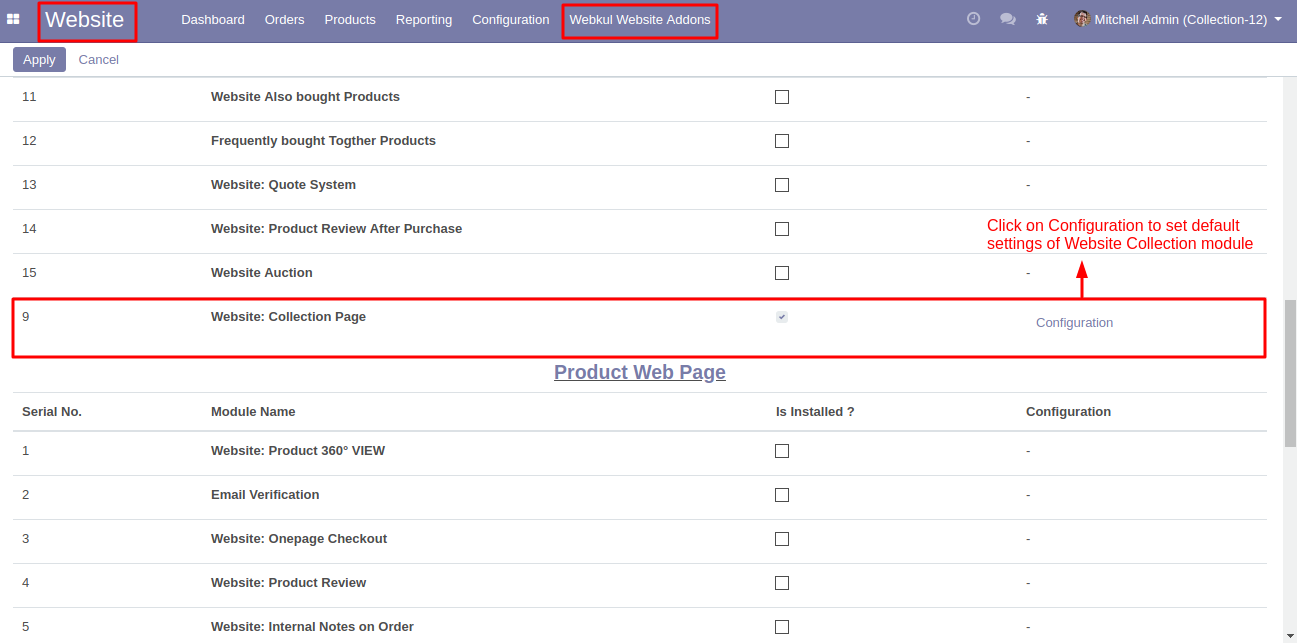 Website Dashboard Orders Products Reporting Configuration Webkul Website Addons Mitchell Admin (Collection-12)
Apply Cancel
11 Website Also bought Products -
12 Frequently bought Togther Products -
13 Website: Quote System -
14 Website: Product Review After Purchase
Click on Configuration to set default
settings of Website Collection module
15 Website Auction -
9 Website: Collection Page Configuration
Product Web Page
Serial No. Module Name Is Installed ? Configuration
1 Website: Product 360° VIEW -
2 Email Verification -
3 Website: Onepage Checkout -
4 Website: Product Review -
5 Website: Internal Notes on Order -